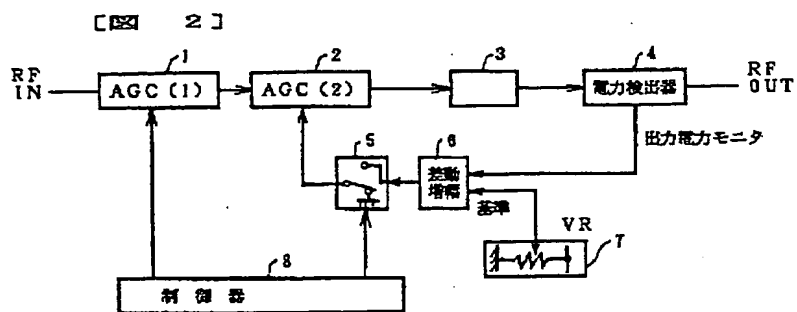 [図 2]
1
2
3
4
RF
IN
AGC(1)
AGC(2)
電力検出器
RF
OUT
出力電力モニタ
5
6
差動
増幅
基準
VR
7
8
制御器